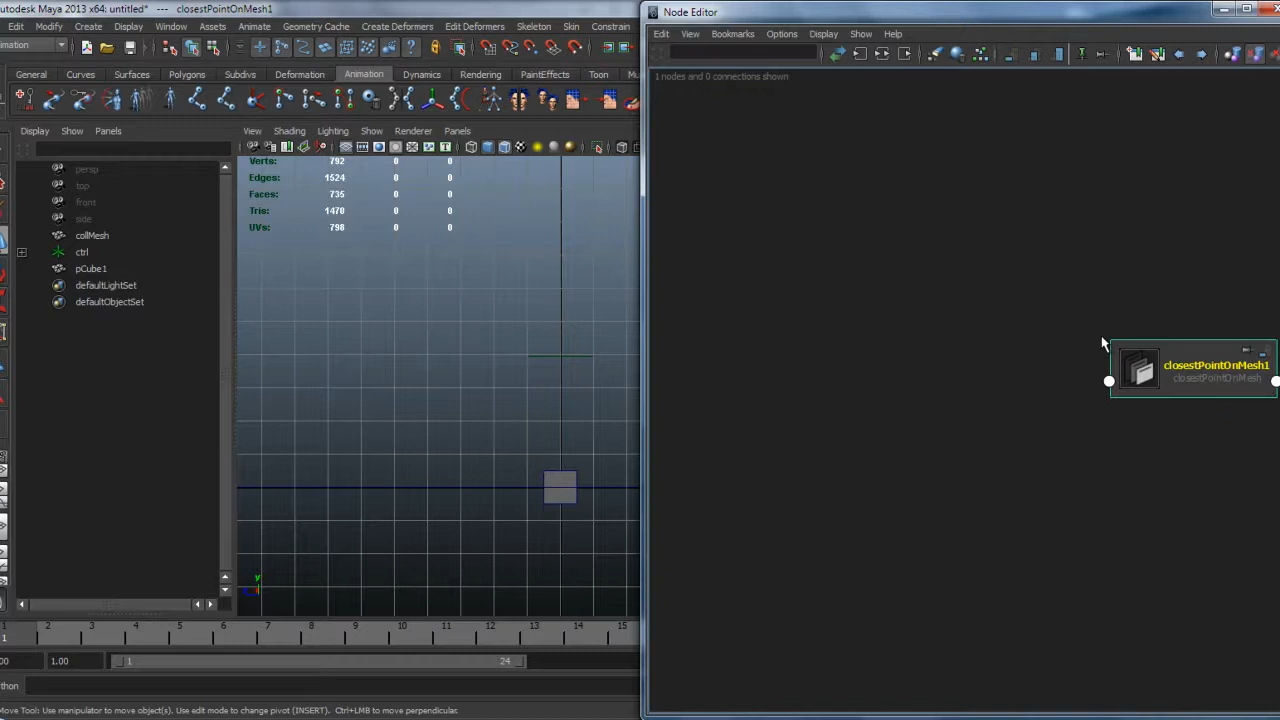 Autodesk Maya 2013 x64: untitled* --- closestPointOnMesh1
Edit Modify Create Display Window Assets Animate Geometry Cache Create Deformers Edit Deformers Skeleton Skin Constrain
nimation
General Curves Surfaces Polygons Subdivs Deformation Animation Dynamics Rendering PaintEffects Toon Mu
Display Show Panels
View Shading Lighting Show Renderer Panels
persp
top
front
side
collMesh
ctrl
pCube1
defaultLightSet
defaultObjectSet
Verts: 792 0 0
Edges: 1524 0 0
Faces: 735 0 0
Tris: 1470 0 0
UVs: 798 0 0
y
1 2 3 4 5 6 7 8 9 10 11 12 13 14 15
1
00 1.00 1 24
thon
Move Tool: Use manipulator to move object(s). Use edit mode to change pivot (INSERT). Ctrl+LMB to move perpendicular.
Node Editor
Edit View Bookmarks Options Display Show Help
1 nodes and 0 connections shown
closestPointOnMesh1
closestPointOnMesh